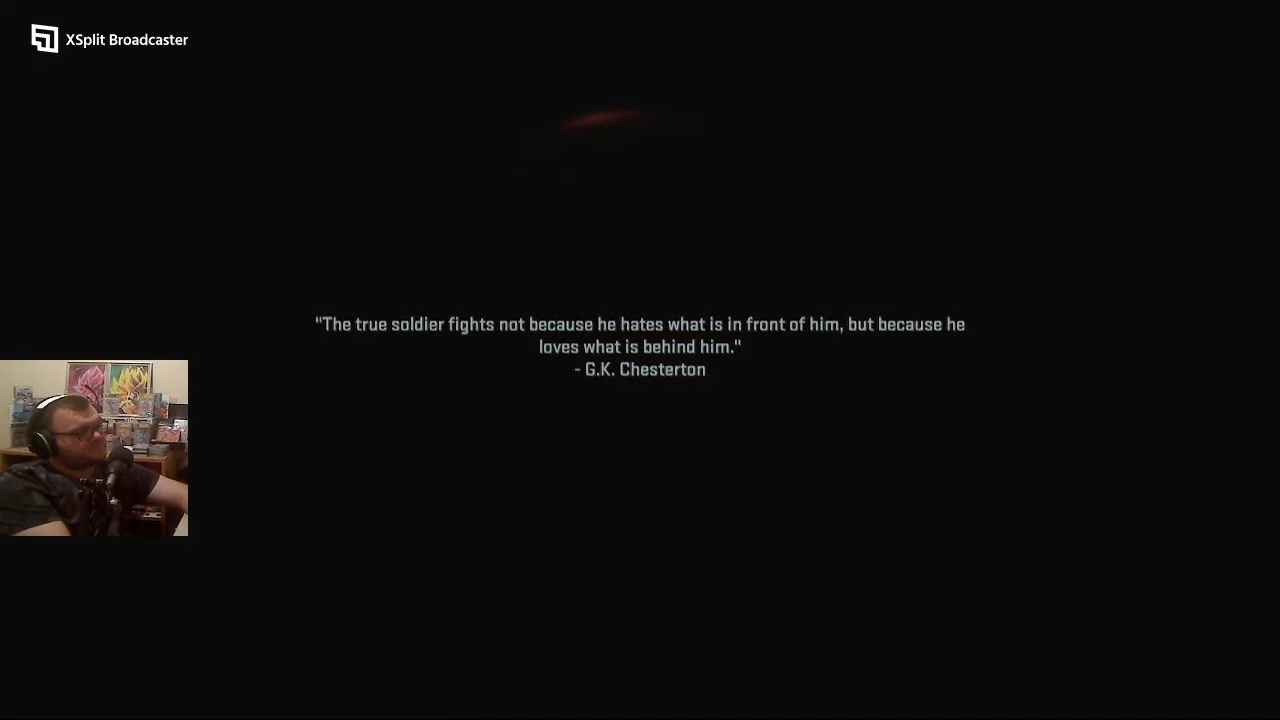 XSplit Broadcaster
"The true soldier fights not because he hates what is in front of him, but because he
loves what is behind him."
- G.K. Chesterton